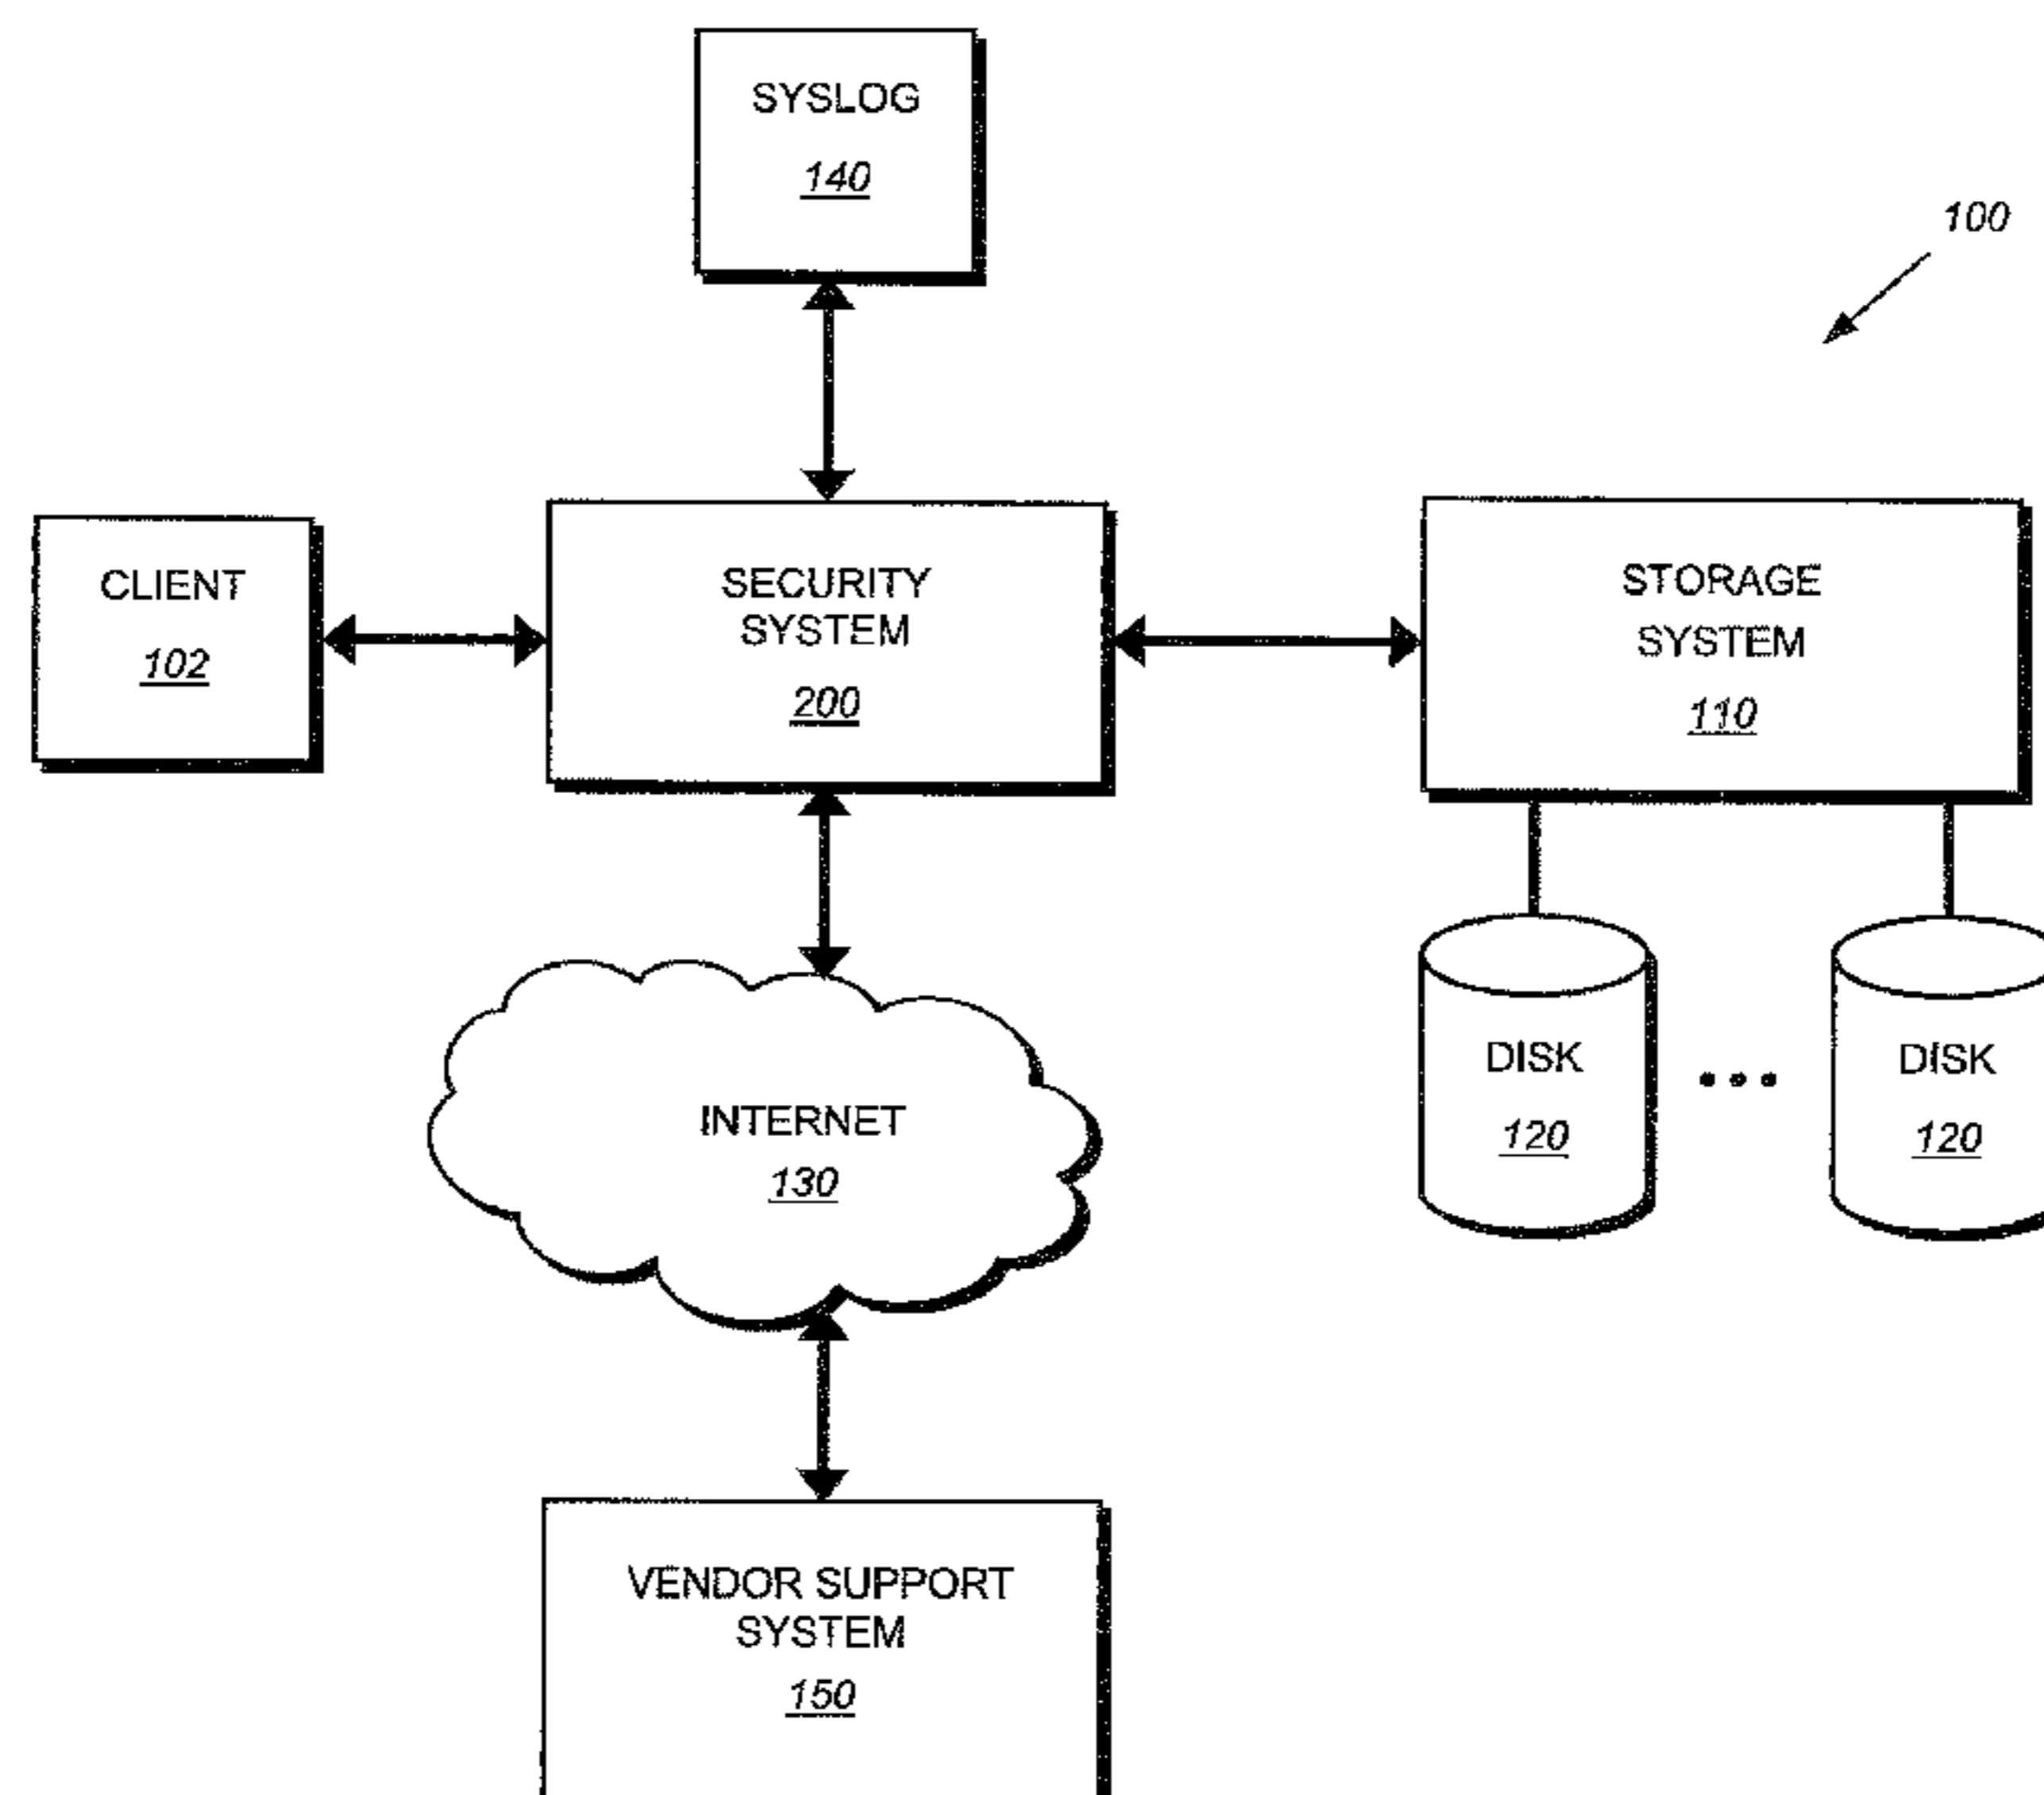 SYSLOG
140
100
CLIENT
102
SECURITY
SYSTEM
200
STORAGE
SYSTEM
110
DISK
120
DISK
120
INTERNET
130
VENDOR SUPPORT
SYSTEM
150